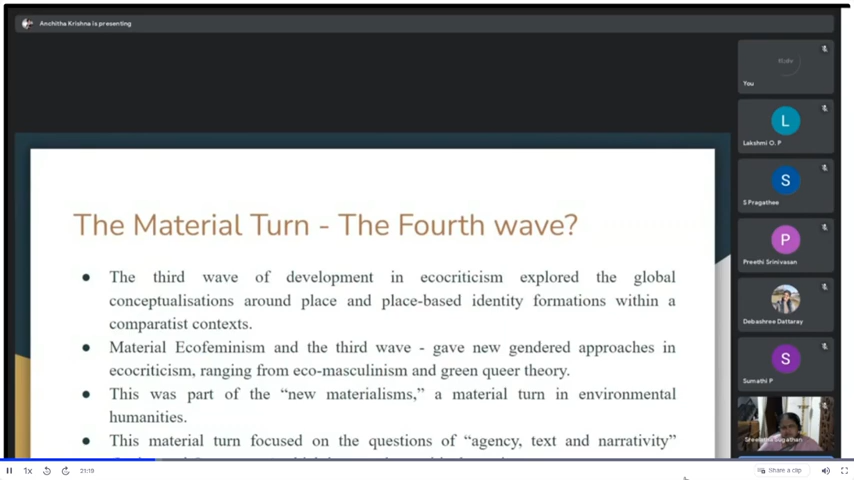 Anchitha Krishna is presenting
You
Lakshmi O. P
S Pragathee
Preethi Srinivasan
Debashree Dattaray
Sumathi P
The Material Turn - The Fourth wave?
● The third wave of development in ecocriticism explored the global
conceptualisations around place and place-based identity formations within a
comparatist contexts.
● Material Ecofeminism and the third wave - gave new gendered approaches in
ecocriticism, ranging from eco-masculinism and green queer theory.
● This was part of the “new materialisms,” a material turn in environmental
humanities.
● This material turn focused on the questions of “agency, text and narrativity”
L
S
P
S
1x
21:19
Share a clip